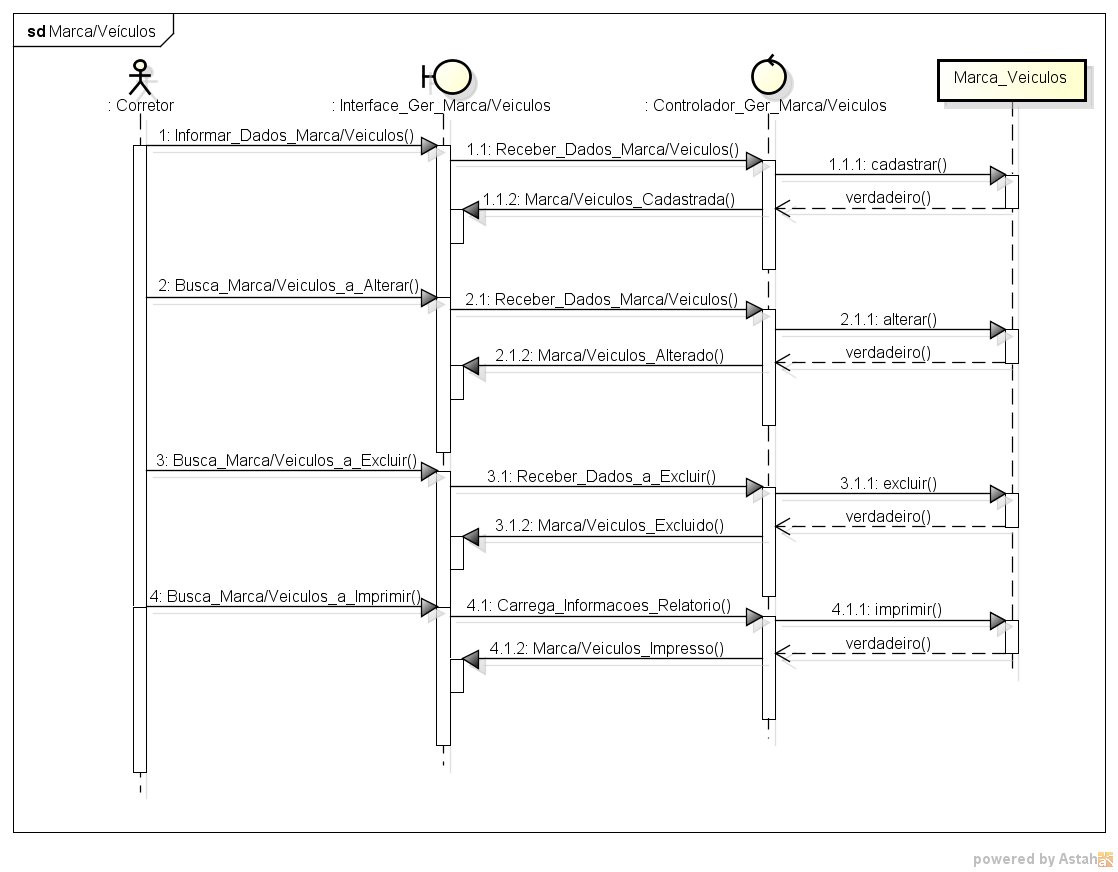 sd Marca/Veículos
: Corretor
: Interface_Ger_Marca/Veiculos
: Controlador_Ger_Marca/Veiculos
Marca_Veiculos
1: Informar_Dados_Marca/Veiculos()
1.1: Receber_Dados_Marca/Veiculos()
1.1.1: cadastrar()
verdadeiro()
1.1.2: Marca/Veiculos_Cadastrada()
2: Busca_Marca/Veiculos_a_Alterar()
2.1: Receber_Dados_Marca/Veiculos()
2.1.1: alterar()
verdadeiro()
2.1.2: Marca/Veiculos_Alterado()
3: Busca_Marca/Veiculos_a_Excluir()
3.1: Receber_Dados_a_Excluir()
3.1.1: excluir()
verdadeiro()
3.1.2: Marca/Veiculos_Excluido()
4: Busca_Marca/Veiculos_a_Imprimir()
4.1: Carrega_Informacoes_Relatorio()
4.1.1: imprimir()
verdadeiro()
4.1.2: Marca/Veiculos_Impresso()
powered by Astah